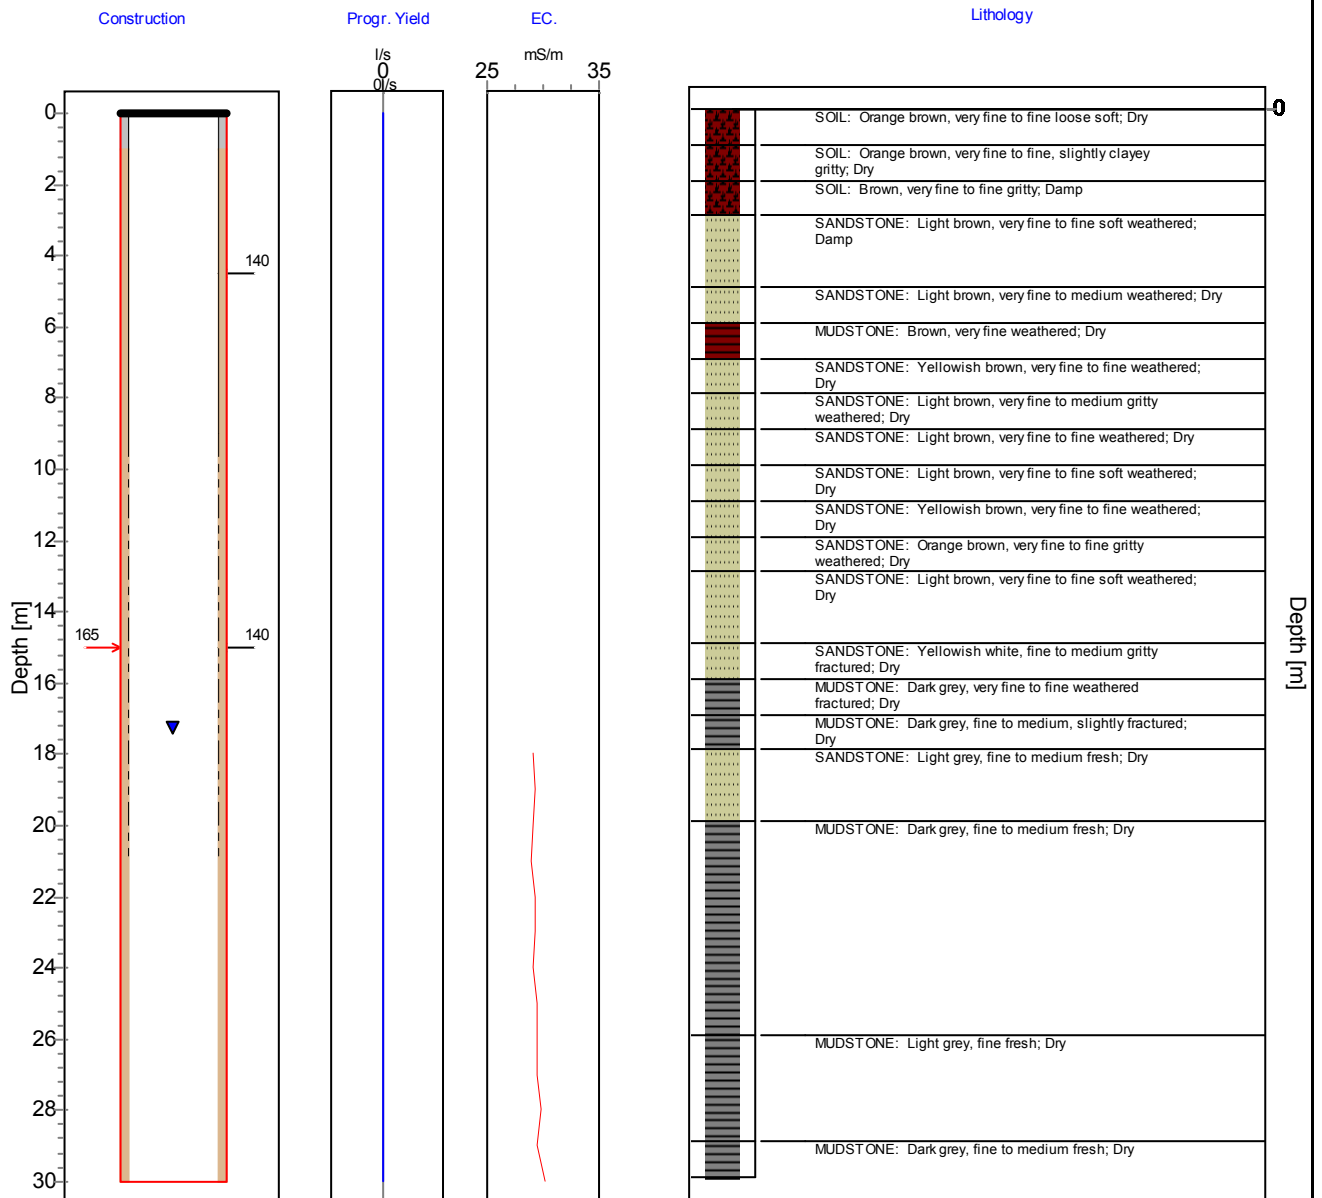 Construction
Progr. Yield
EC.
Lithology
l/s
0
0l/s
mS/m
25
35
0
2
4
6
8
10
12
14
16
18
20
22
24
26
28
30
Depth [m]
140
165
140
0
SOIL: Orange brown, very fine to fine loose soft; Dry
SOIL: Orange brown, very fine to fine, slightly clayey
gritty; Dry
SOIL: Brown, very fine to fine gritty; Damp
SANDSTONE: Light brown, very fine to fine soft weathered;
Damp
SANDSTONE: Light brown, very fine to medium weathered; Dry
MUDSTONE: Brown, very fine weathered; Dry
SANDSTONE: Yellowish brown, very fine to fine weathered;
Dry
SANDSTONE: Light brown, very fine to medium gritty
weathered; Dry
SANDSTONE: Light brown, very fine to fine weathered; Dry
SANDSTONE: Light brown, very fine to fine soft weathered;
Dry
SANDSTONE: Yellowish brown, very fine to fine weathered;
Dry
SANDSTONE: Orange brown, very fine to fine gritty
weathered; Dry
SANDSTONE: Light brown, very fine to fine soft weathered;
Dry
SANDSTONE: Yellowish white, fine to medium gritty
fractured; Dry
MUDSTONE: Dark grey, very fine to fine weathered
fractured; Dry
MUDSTONE: Dark grey, fine to medium, slightly fractured;
Dry
SANDSTONE: Light grey, fine to medium fresh; Dry
MUDSTONE: Dark grey, fine to medium fresh; Dry
MUDSTONE: Light grey, fine fresh; Dry
MUDSTONE: Dark grey, fine to medium fresh; Dry
Depth [m]